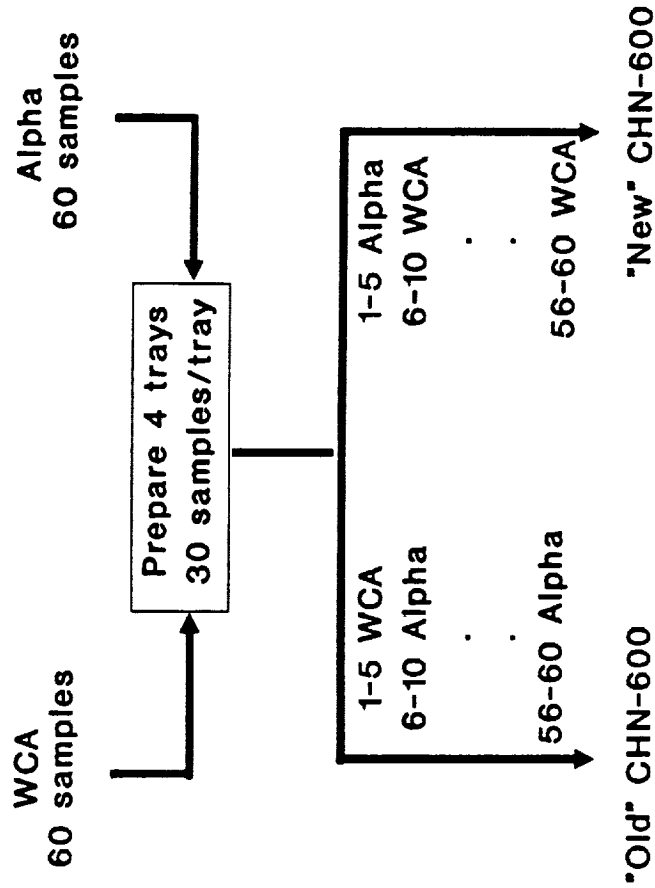 WCA
60 samples
Alpha
60 samples
Prepare 4 trays
30 samples/tray
1-5 WCA
6-10 Alpha
.
.
56-60 Alpha
1-5 Alpha
6-10 WCA
.
.
56-60 WCA
"Old" CHN-600
"New" CHN-600